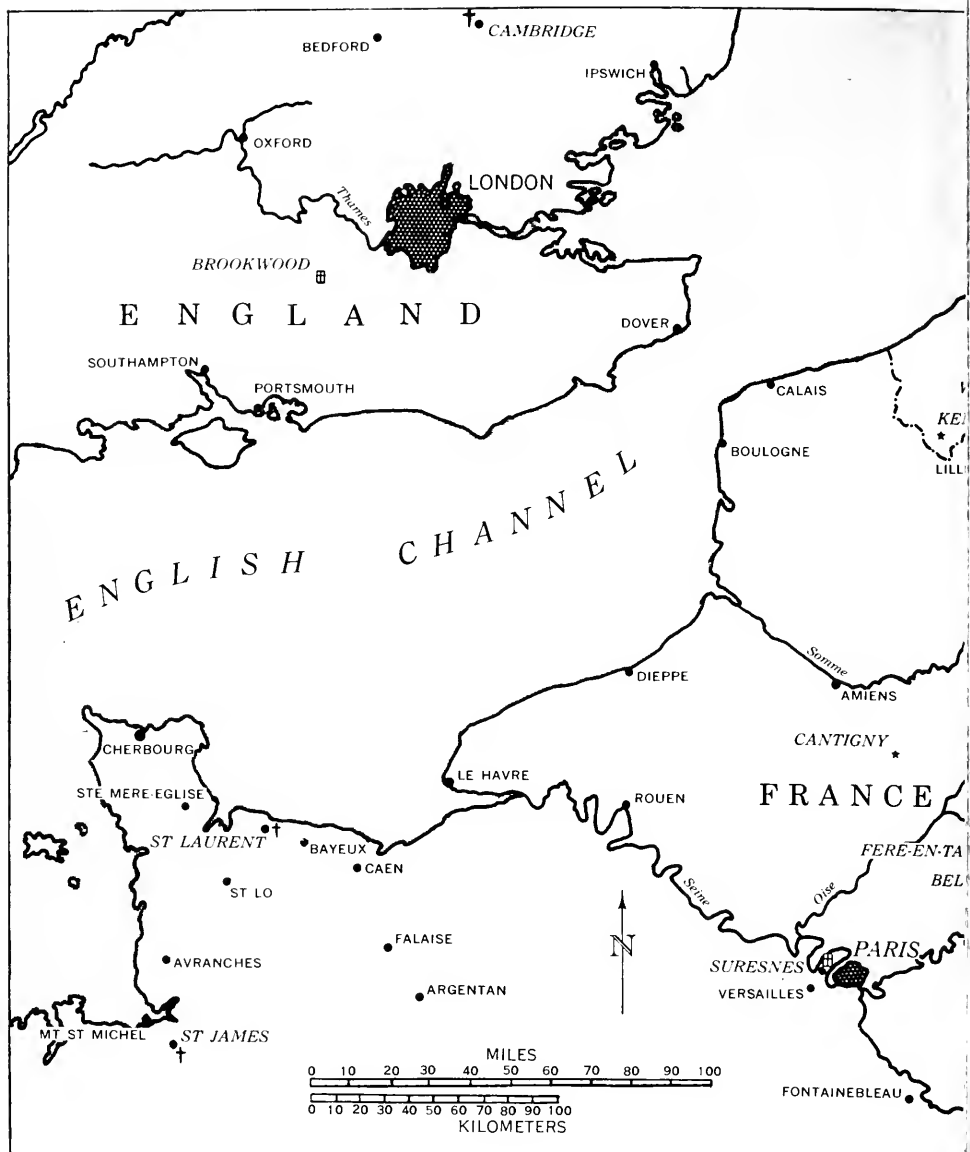 CAMBRIDGE
BEDFORD
IPSWICH
OXFORD
LONDON
Thames
BROOKWOOD
ENGLAND
DOVER
SOUTHAMPTON
PORTSMOUTH
CALAIS
BOULOGNE
ENGLISH CHANNEL
Somme
DIEPPE
AMIENS
CHERBOURG
CANTIGNY
LE HAVRE
STE MERE-EGLISE
ROUEN
FRANCE
ST LAURENT
BAYEUX
CAEN
ST LO
Seine
Oise
N
FALAISE
PARIS
AVRANCHES
SURESNES
VERSAILLES
ARGENTAN
MT ST MICHEL
ST JAMES
MILES
0 10 20 30 40 50 60 70 80 90 100
0 10 20 30 40 50 60 70 80 90 100
KILOMETERS
FONTAINEBLEAU